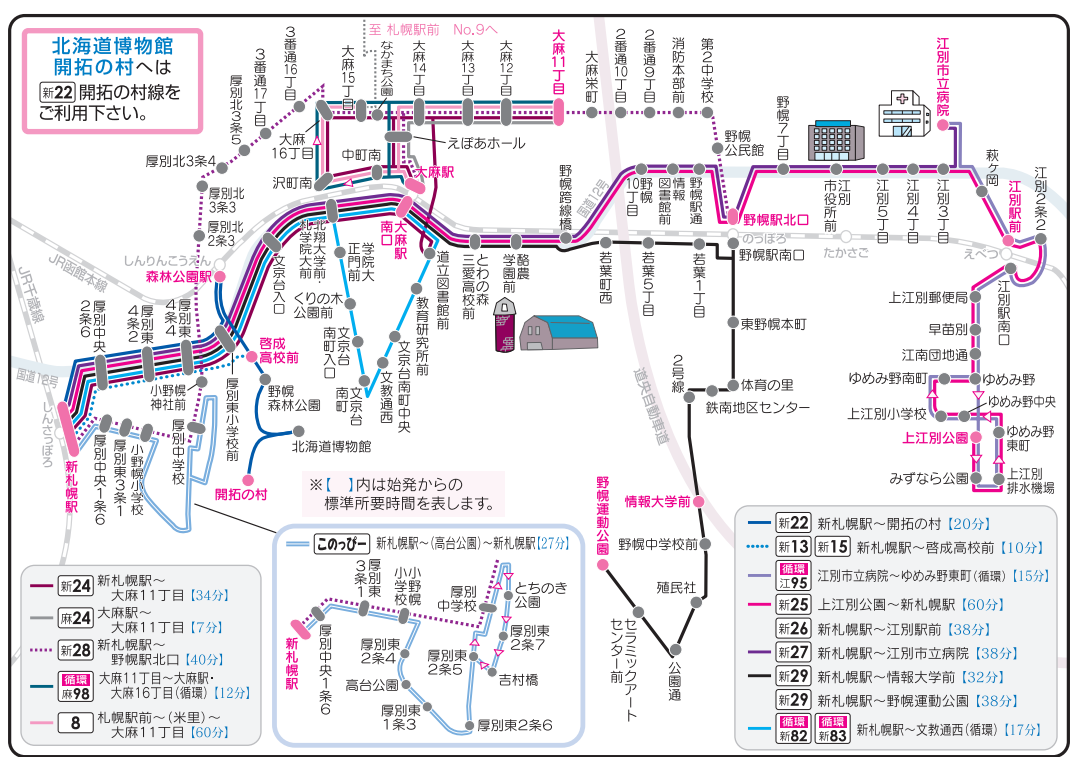 北海道博物館
開拓の村へは
新22 開拓の村線を
ご利用下さい。
至 札幌駅前 No.9へ
3番通16丁目
3番通17丁目
厚別北3条5
厚別北3条4
厚別北
3条3
厚別北
2条3
大麻
15丁目
なかまち公園
大麻
14丁目
大麻
13丁目
大麻
12丁目
大麻
11丁目
大麻栄町
2番通10丁目
2番通9丁目
消防本部前
第2中学校
野幌
公民館
大麻
16丁目
中町南
沢町南
えぽあホール
大麻駅
大麻駅
南口
野幌跨線橋
国道12号
野幌
10丁目
情報
図書館前
野幌駅通
野幌駅北口
のっぽろ
野幌駅南口
野幌7丁目
江別
市役所前
江別5丁目
江別4丁目
江別3丁目
江別市立病院
萩ヶ岡
江別駅前
江別2条2
たかさご
えべつ
江別駅南口
上江別郵便局
早苗別
江南団地通
ゆめみ野南町
ゆめみ野
ゆめみ野中央
上江別小学校
上江別公園
ゆめみ野
東町
みずなら公園
上江別
排水機場
JR函館本線
JR千歳線
しんりんこうえん
森林公園駅
国道12号
しんさっぽろ
新札幌駅
厚別中央
2条6
厚別東
4条2
厚別東
4条4
小野幌
神社前
厚別東小学校前
厚別中央1条6
厚別東3条1
小野幌小学校
厚別中学校
文京台入口
北翔大学前・
札学院大前
学院大
正門前
くりの木
公園前
文京台
南町入口
文京台
南町
文教通西
文京台南町中央
教育研究所前
道立図書館前
とわの森
三愛高校前
酪農
学園前
啓成
高校前
野幌
森林公園
北海道博物館
開拓の村
若葉町西
若葉5丁目
若葉1丁目
東野幌本町
体育の里
鉄南地区センター
2号線
道央自動車道
情報大学前
野幌中学校前
殖民社
公園通
セラミックアート
センター前
野幌運動公園
※【 】内は始発からの
標準所要時間を表します。
このっぴー 新札幌駅～(高台公園)～新札幌駅【27分】
新札幌駅
厚別中央1条6
厚別東
3条1
小野幌
小学校
厚別
中学校
とちのき
公園
厚別東
2条7
吉村橋
厚別東
2条5
厚別東
2条4
高台公園
厚別東
1条3
厚別東2条6
新24 新札幌駅～
大麻11丁目【34分】
麻24 大麻駅～
大麻11丁目【7分】
新28 新札幌駅～
野幌駅北口【40分】
循環 麻98 大麻11丁目～大麻駅・
大麻16丁目(循環)【12分】
8 札幌駅前～(米里)～
大麻11丁目【60分】
新22 新札幌駅～開拓の村【20分】
新13 新15 新札幌駅～啓成高校前【10分】
循環 江95 江別市立病院～ゆめみ野東町(循環)【15分】
新25 上江別公園～新札幌駅【60分】
新26 新札幌駅～江別駅前【38分】
新27 新札幌駅～江別市立病院【38分】
新29 新札幌駅～情報大学前【32分】
新29 新札幌駅～野幌運動公園【38分】
循環 新82 循環 新83 新札幌駅～文教通西(循環)【17分】